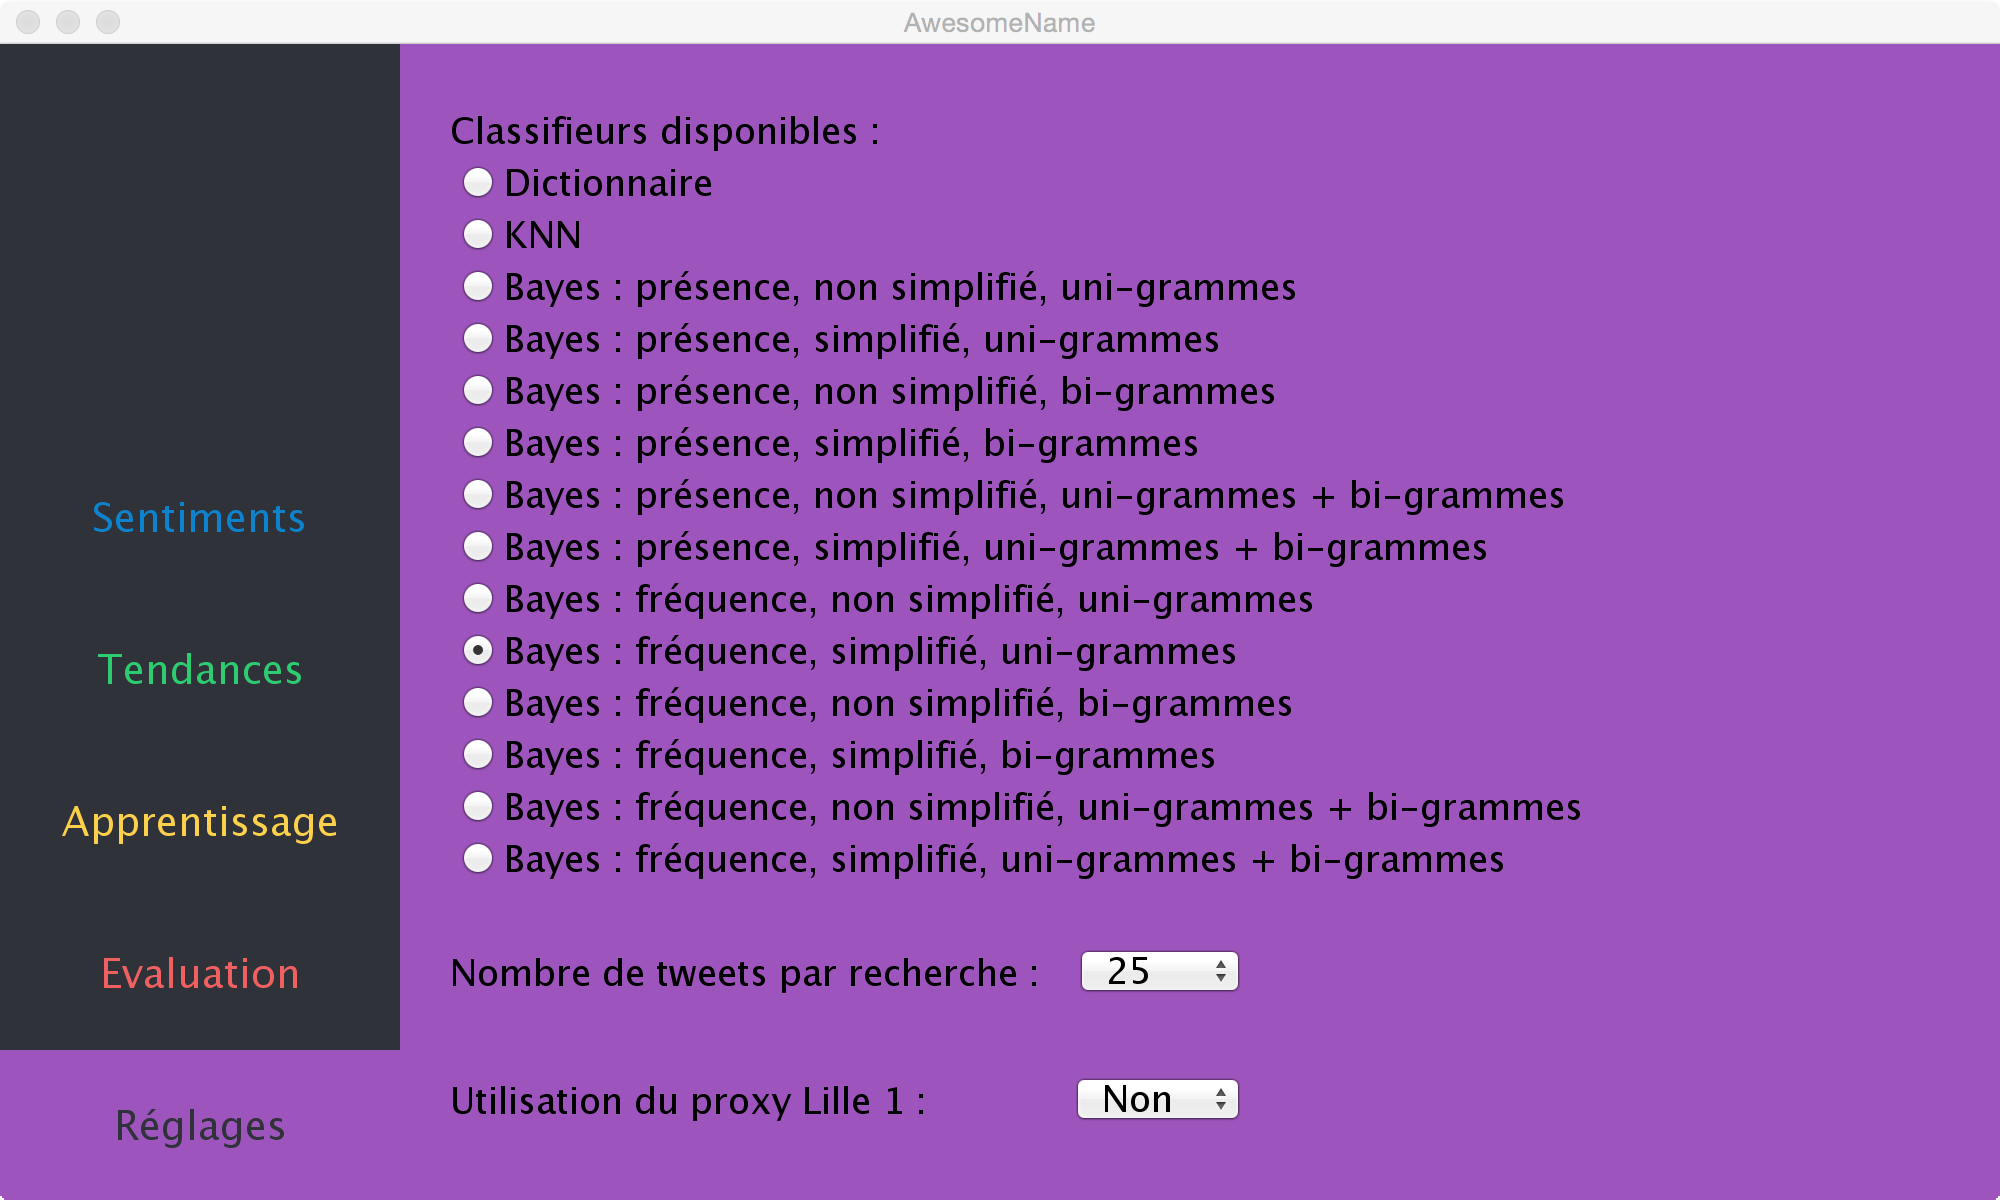 AwesomeName
Classifieurs disponibles :
Dictionnaire
KNN
Bayes : présence, non simplifié, uni-grammes
Bayes : présence, simplifié, uni-grammes
Bayes : présence, non simplifié, bi-grammes
Bayes : présence, simplifié, bi-grammes
Bayes : présence, non simplifié, uni-grammes + bi-grammes
Bayes : présence, simplifié, uni-grammes + bi-grammes
Bayes : fréquence, non simplifié, uni-grammes
Bayes : fréquence, simplifié, uni-grammes
Bayes : fréquence, non simplifié, bi-grammes
Bayes : fréquence, simplifié, bi-grammes
Bayes : fréquence, non simplifié, uni-grammes + bi-grammes
Bayes : fréquence, simplifié, uni-grammes + bi-grammes
Nombre de tweets par recherche : 25
Utilisation du proxy Lille 1 : Non
Sentiments
Tendances
Apprentissage
Evaluation
Réglages